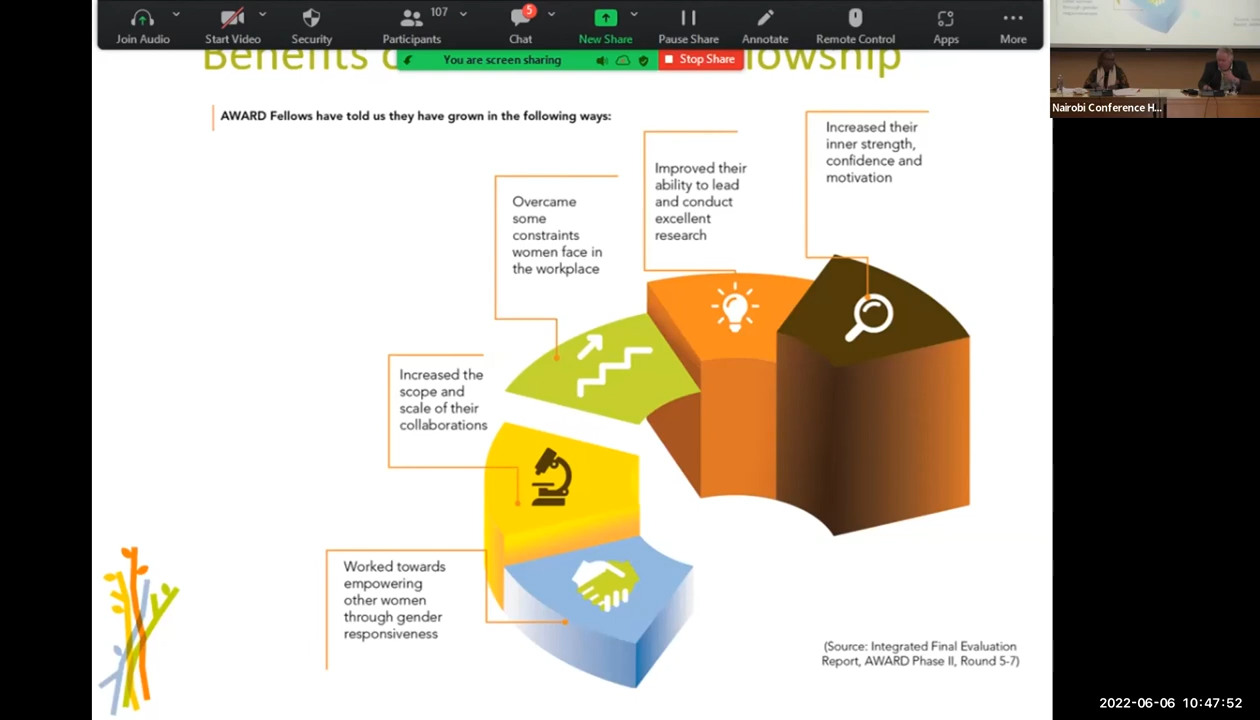 Join Audio
Start Video
Security
Participants
107
Chat
5
New Share
Pause Share
Annotate
Remote Control
Apps
More
You are screen sharing
Stop Share
Benefits
Nairobi Conference H...
AWARD Fellows have told us they have grown in the following ways:
Increased their
inner strength,
confidence and
motivation
Improved their
ability to lead
and conduct
excellent
research
Overcame
some
constraints
women face in
the workplace
Increased the
scope and
scale of their
collaborations
Worked towards
empowering
other women
through gender
responsiveness
(Source: Integrated Final Evaluation
Report, AWARD Phase II, Round 5-7)
2022-06-06 10:47:52